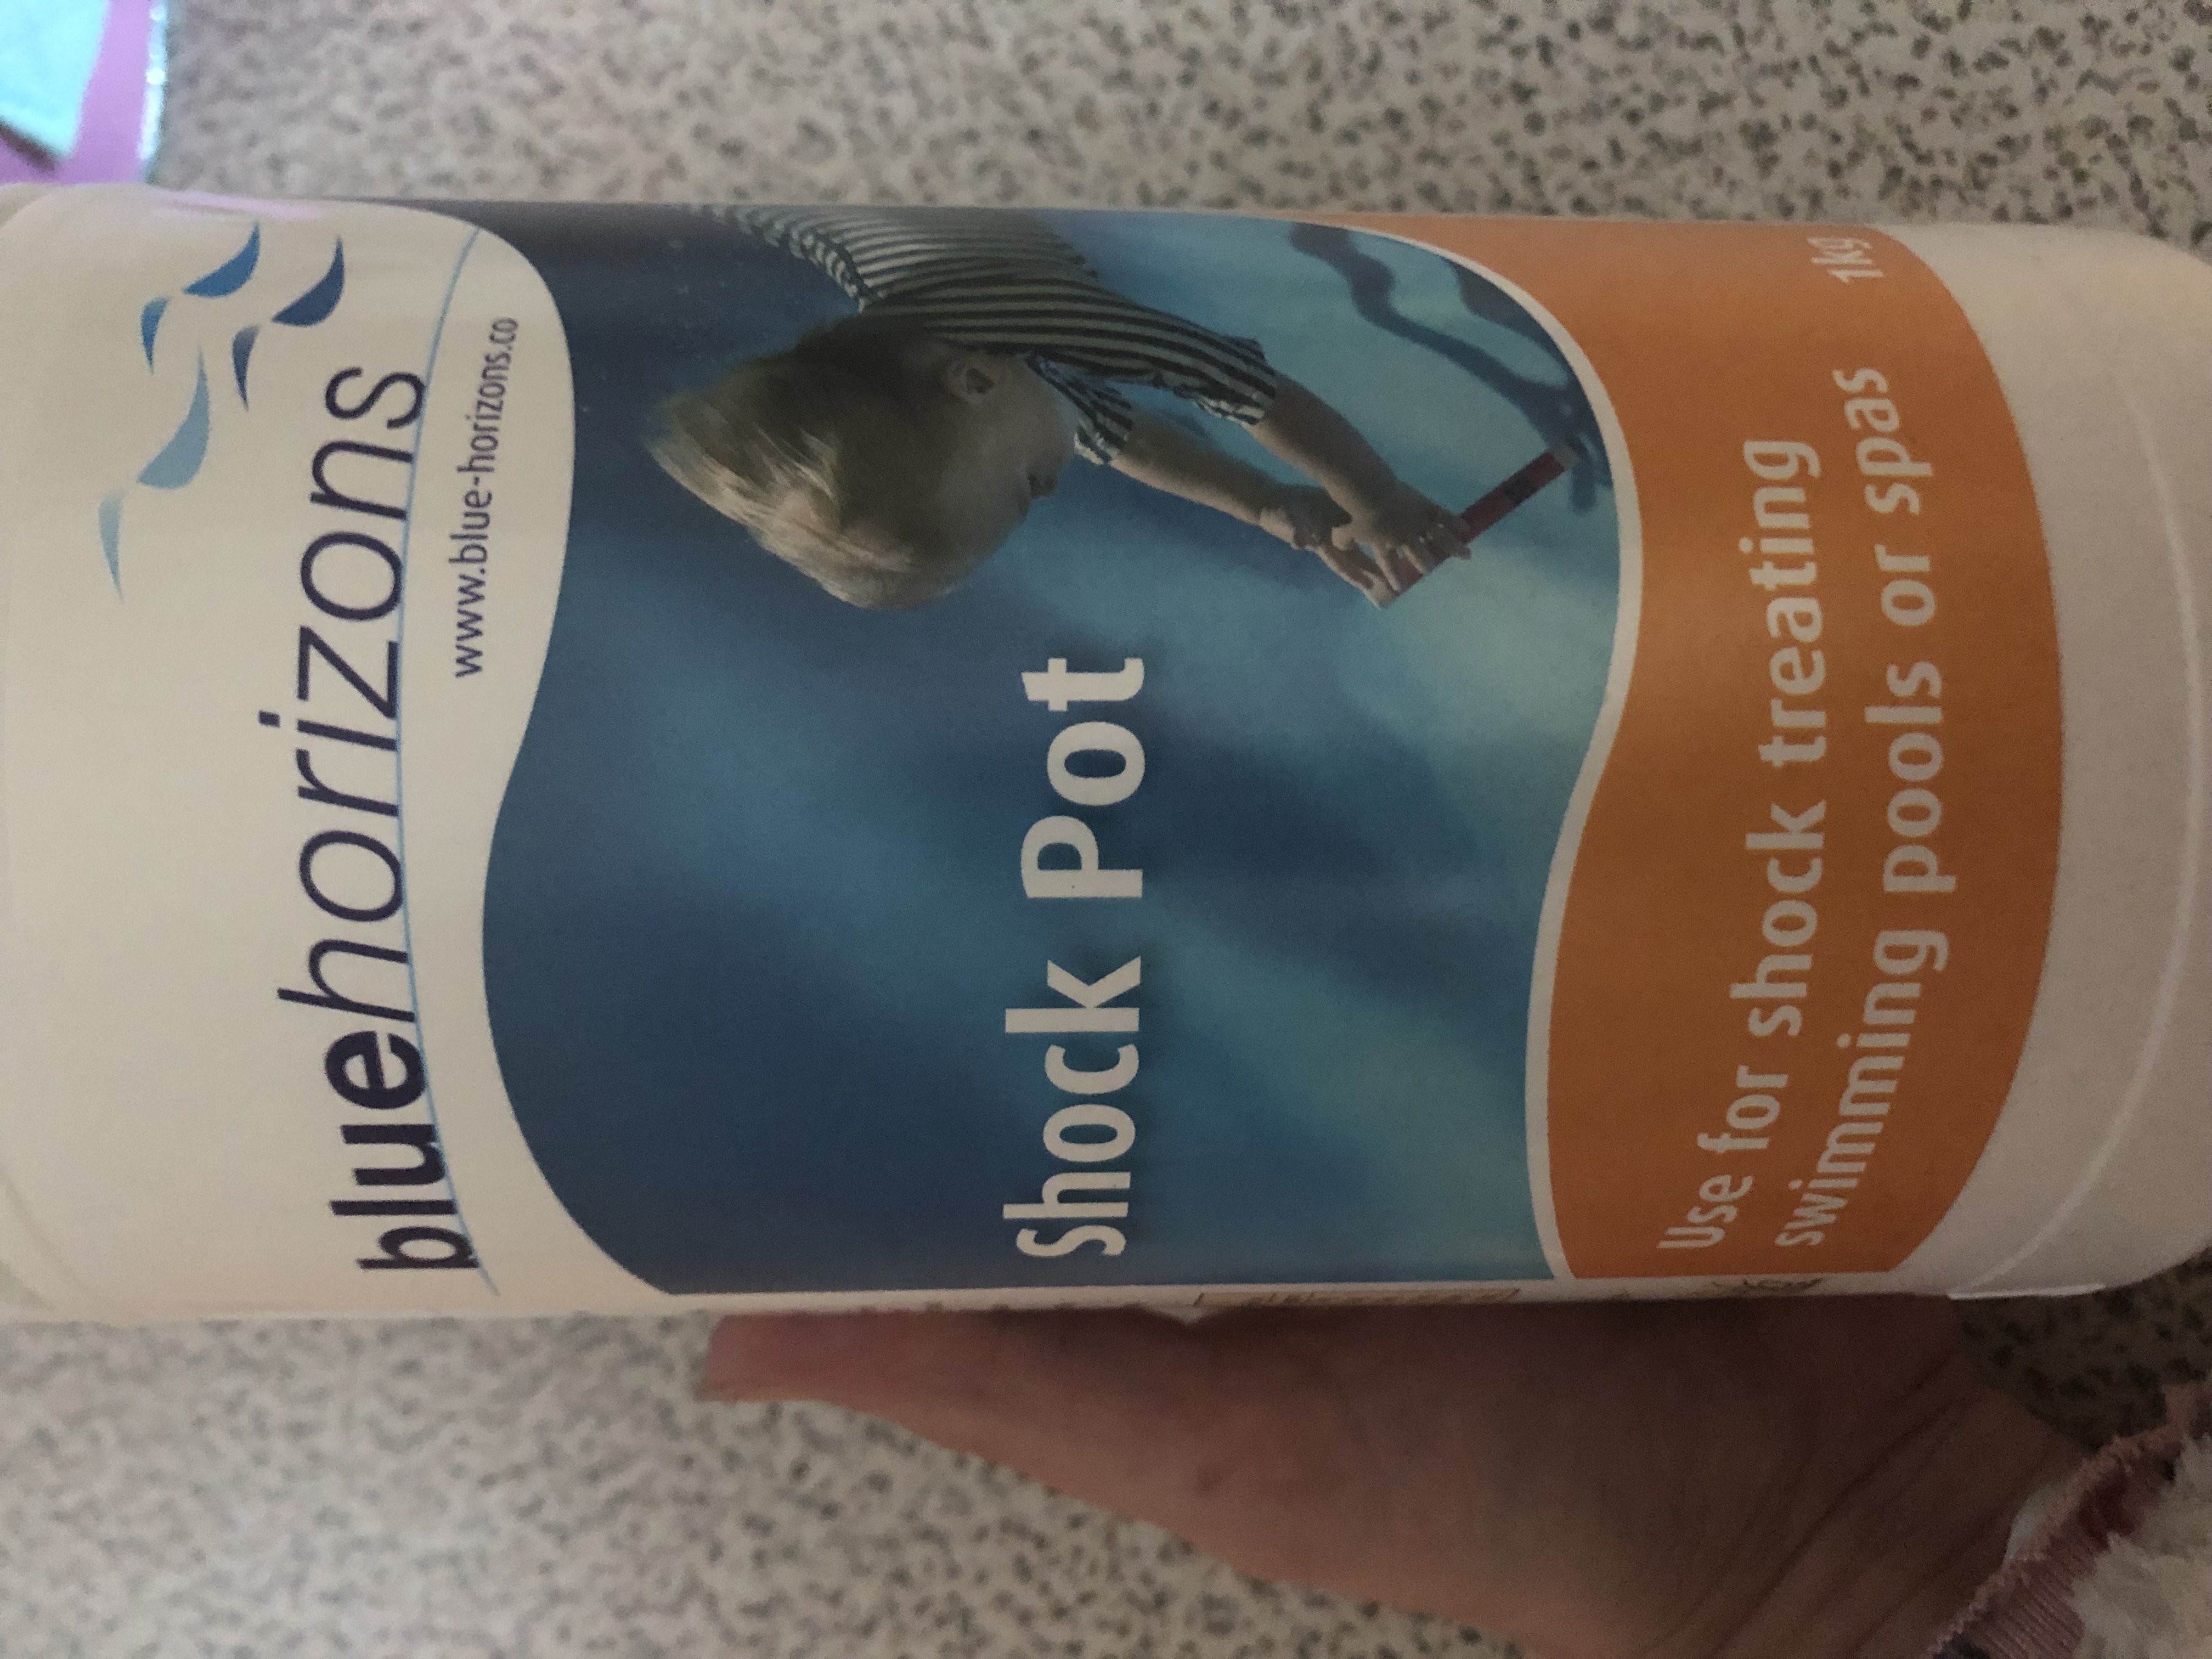 bluehorizons
www.blue-horizons.co
Shock Pot
Use for shock treating
swimming pools or spas
1kg